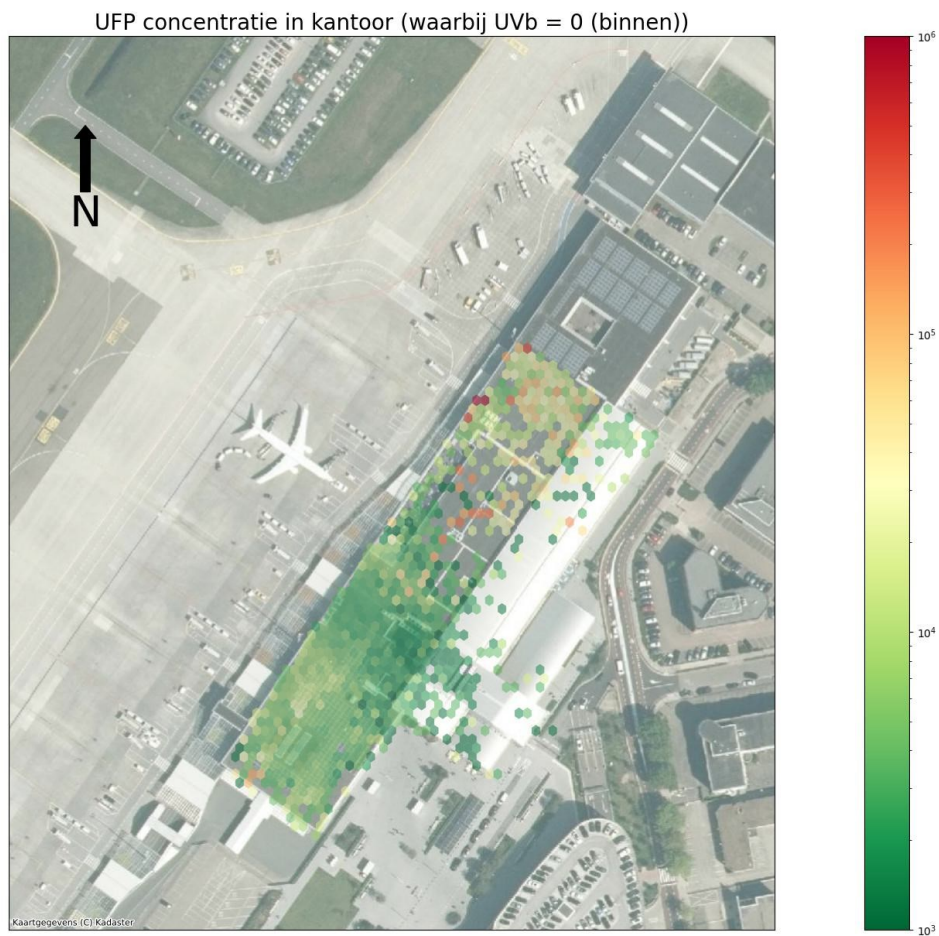 UFP concentratie in kantoor (waarbij UVb = 0 (binnen))
10⁶
N
10⁵
10⁴
Kaartgegevens (C) Kadaster
10³